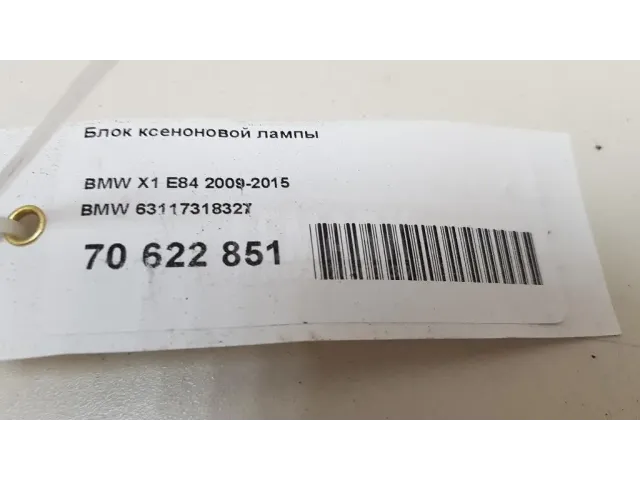 Блок ксеноновой лампы
BMW X1 E84 2009-2015
BMW 63117318327
70 622 851